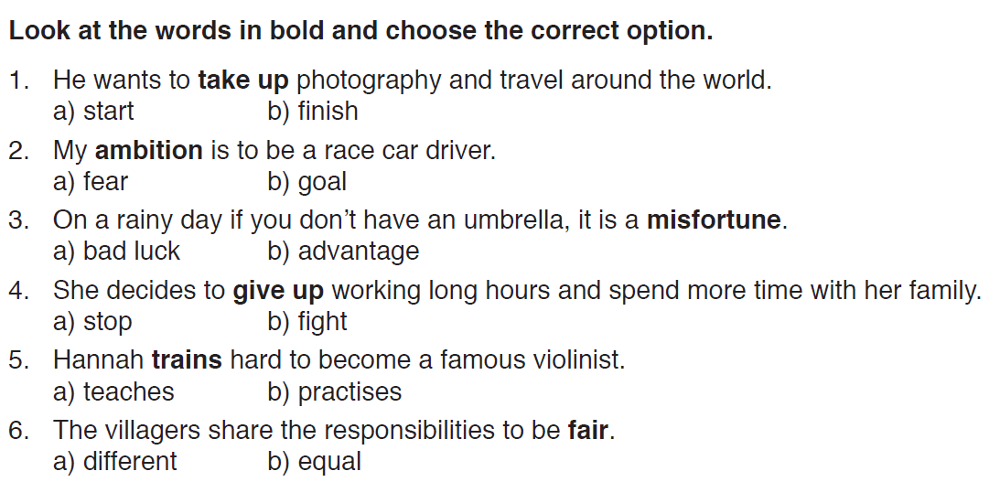 Look at the words in bold and choose the correct option.
1. He wants to take up photography and travel around the world.
a) start b) finish
2. My ambition is to be a race car driver.
a) fear b) goal
3. On a rainy day if you don’t have an umbrella, it is a misfortune.
a) bad luck b) advantage
4. She decides to give up working long hours and spend more time with her family.
a) stop b) fight
5. Hannah trains hard to become a famous violinist.
a) teaches b) practises
6. The villagers share the responsibilities to be fair.
a) different b) equal